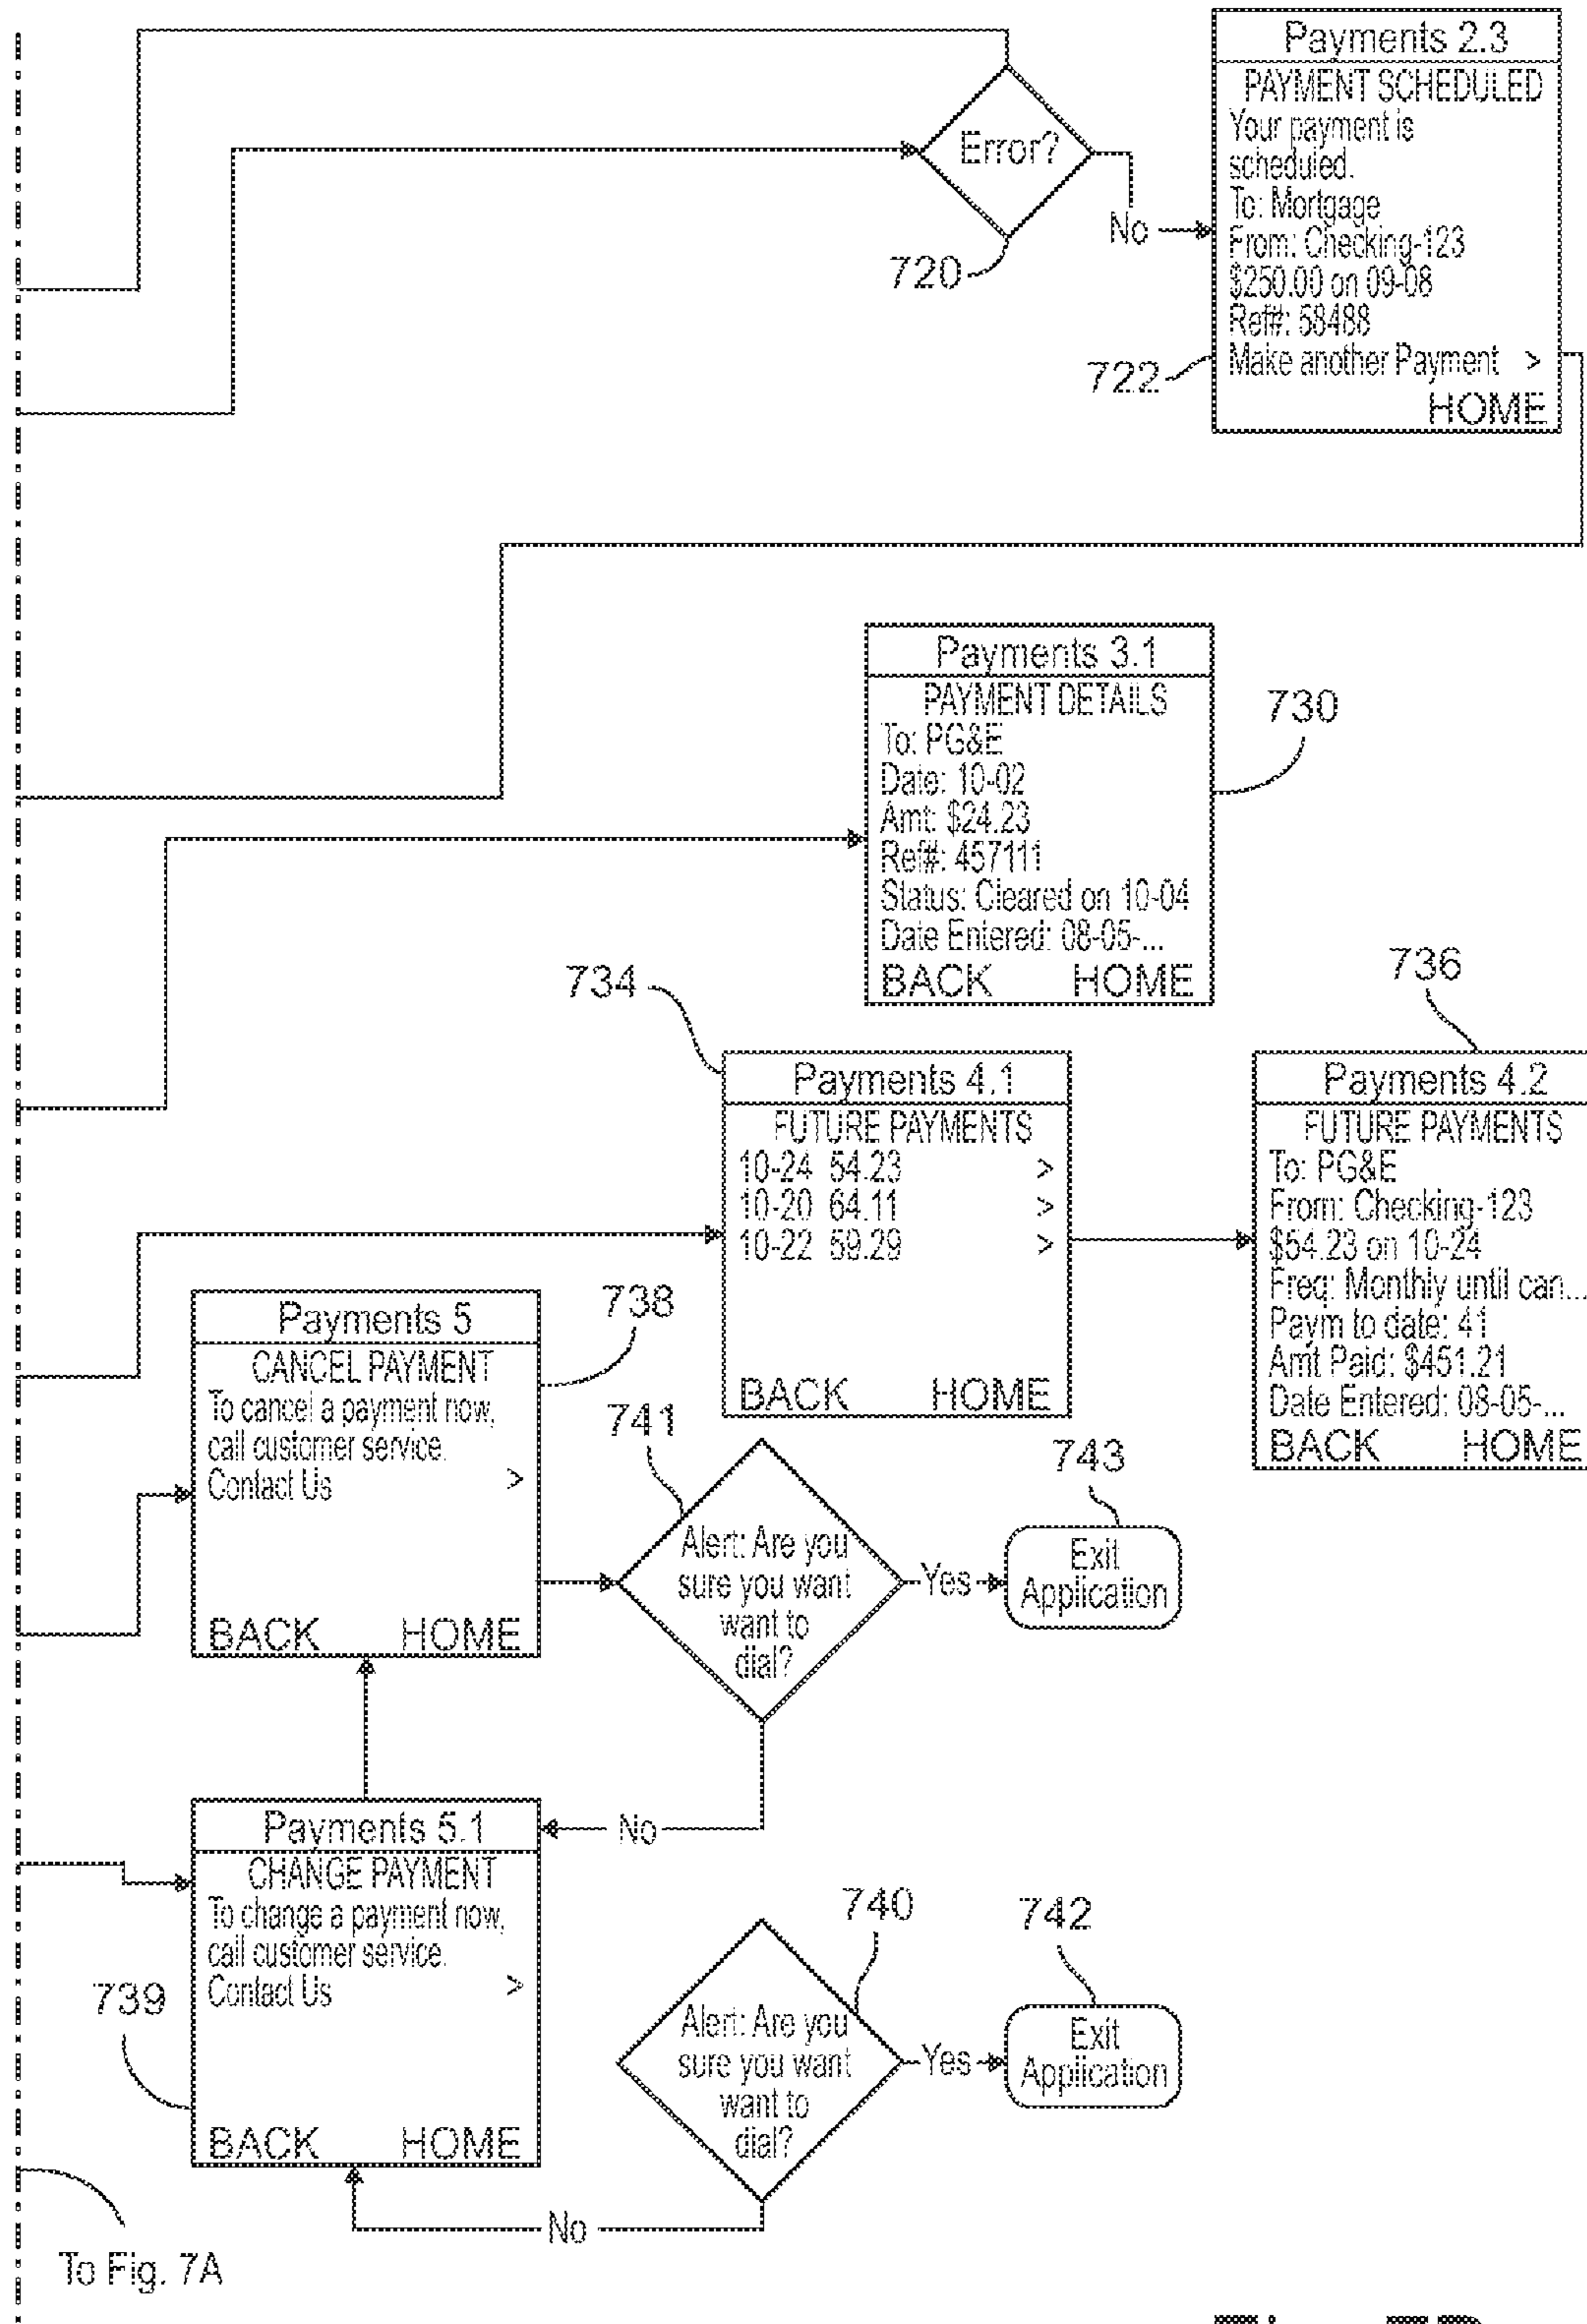 Payments 2.3
PAYMENT SCHEDULED
Your payment is
scheduled.
To: Mortgage
From: Checking-123
$250.00 on 09-08
Ref#: 58488
Make another Payment >
HOME
Error?
No
720
722
Payments 3.1
PAYMENT DETAILS
To: PG&E
Date: 10-02
Amt: $24.23
Ref#: 457111
Status: Cleared on 10-04
Date Entered: 08-05-...
BACK HOME
730
734
Payments 4.1
FUTURE PAYMENTS
10-24 54.23 >
10-20 64.11 >
10-22 59.29 >
BACK HOME
736
Payments 4.2
FUTURE PAYMENTS
To: PG&E
From: Checking-123
$54.23 on 10-24
Freq: Monthly until can...
Paym to date: 41
Amt Paid: $451.21
Date Entered: 08-05-...
BACK HOME
738
Payments 5
CANCEL PAYMENT
To cancel a payment now,
call customer service.
Contact Us >
BACK HOME
741
Alert: Are you
sure you want
want to
dial?
Yes
743
Exit
Application
No
Payments 5.1
CHANGE PAYMENT
To change a payment now,
call customer service.
Contact Us >
BACK HOME
739
740
Alert: Are you
sure you want
want to
dial?
Yes
742
Exit
Application
No
To Fig. 7A